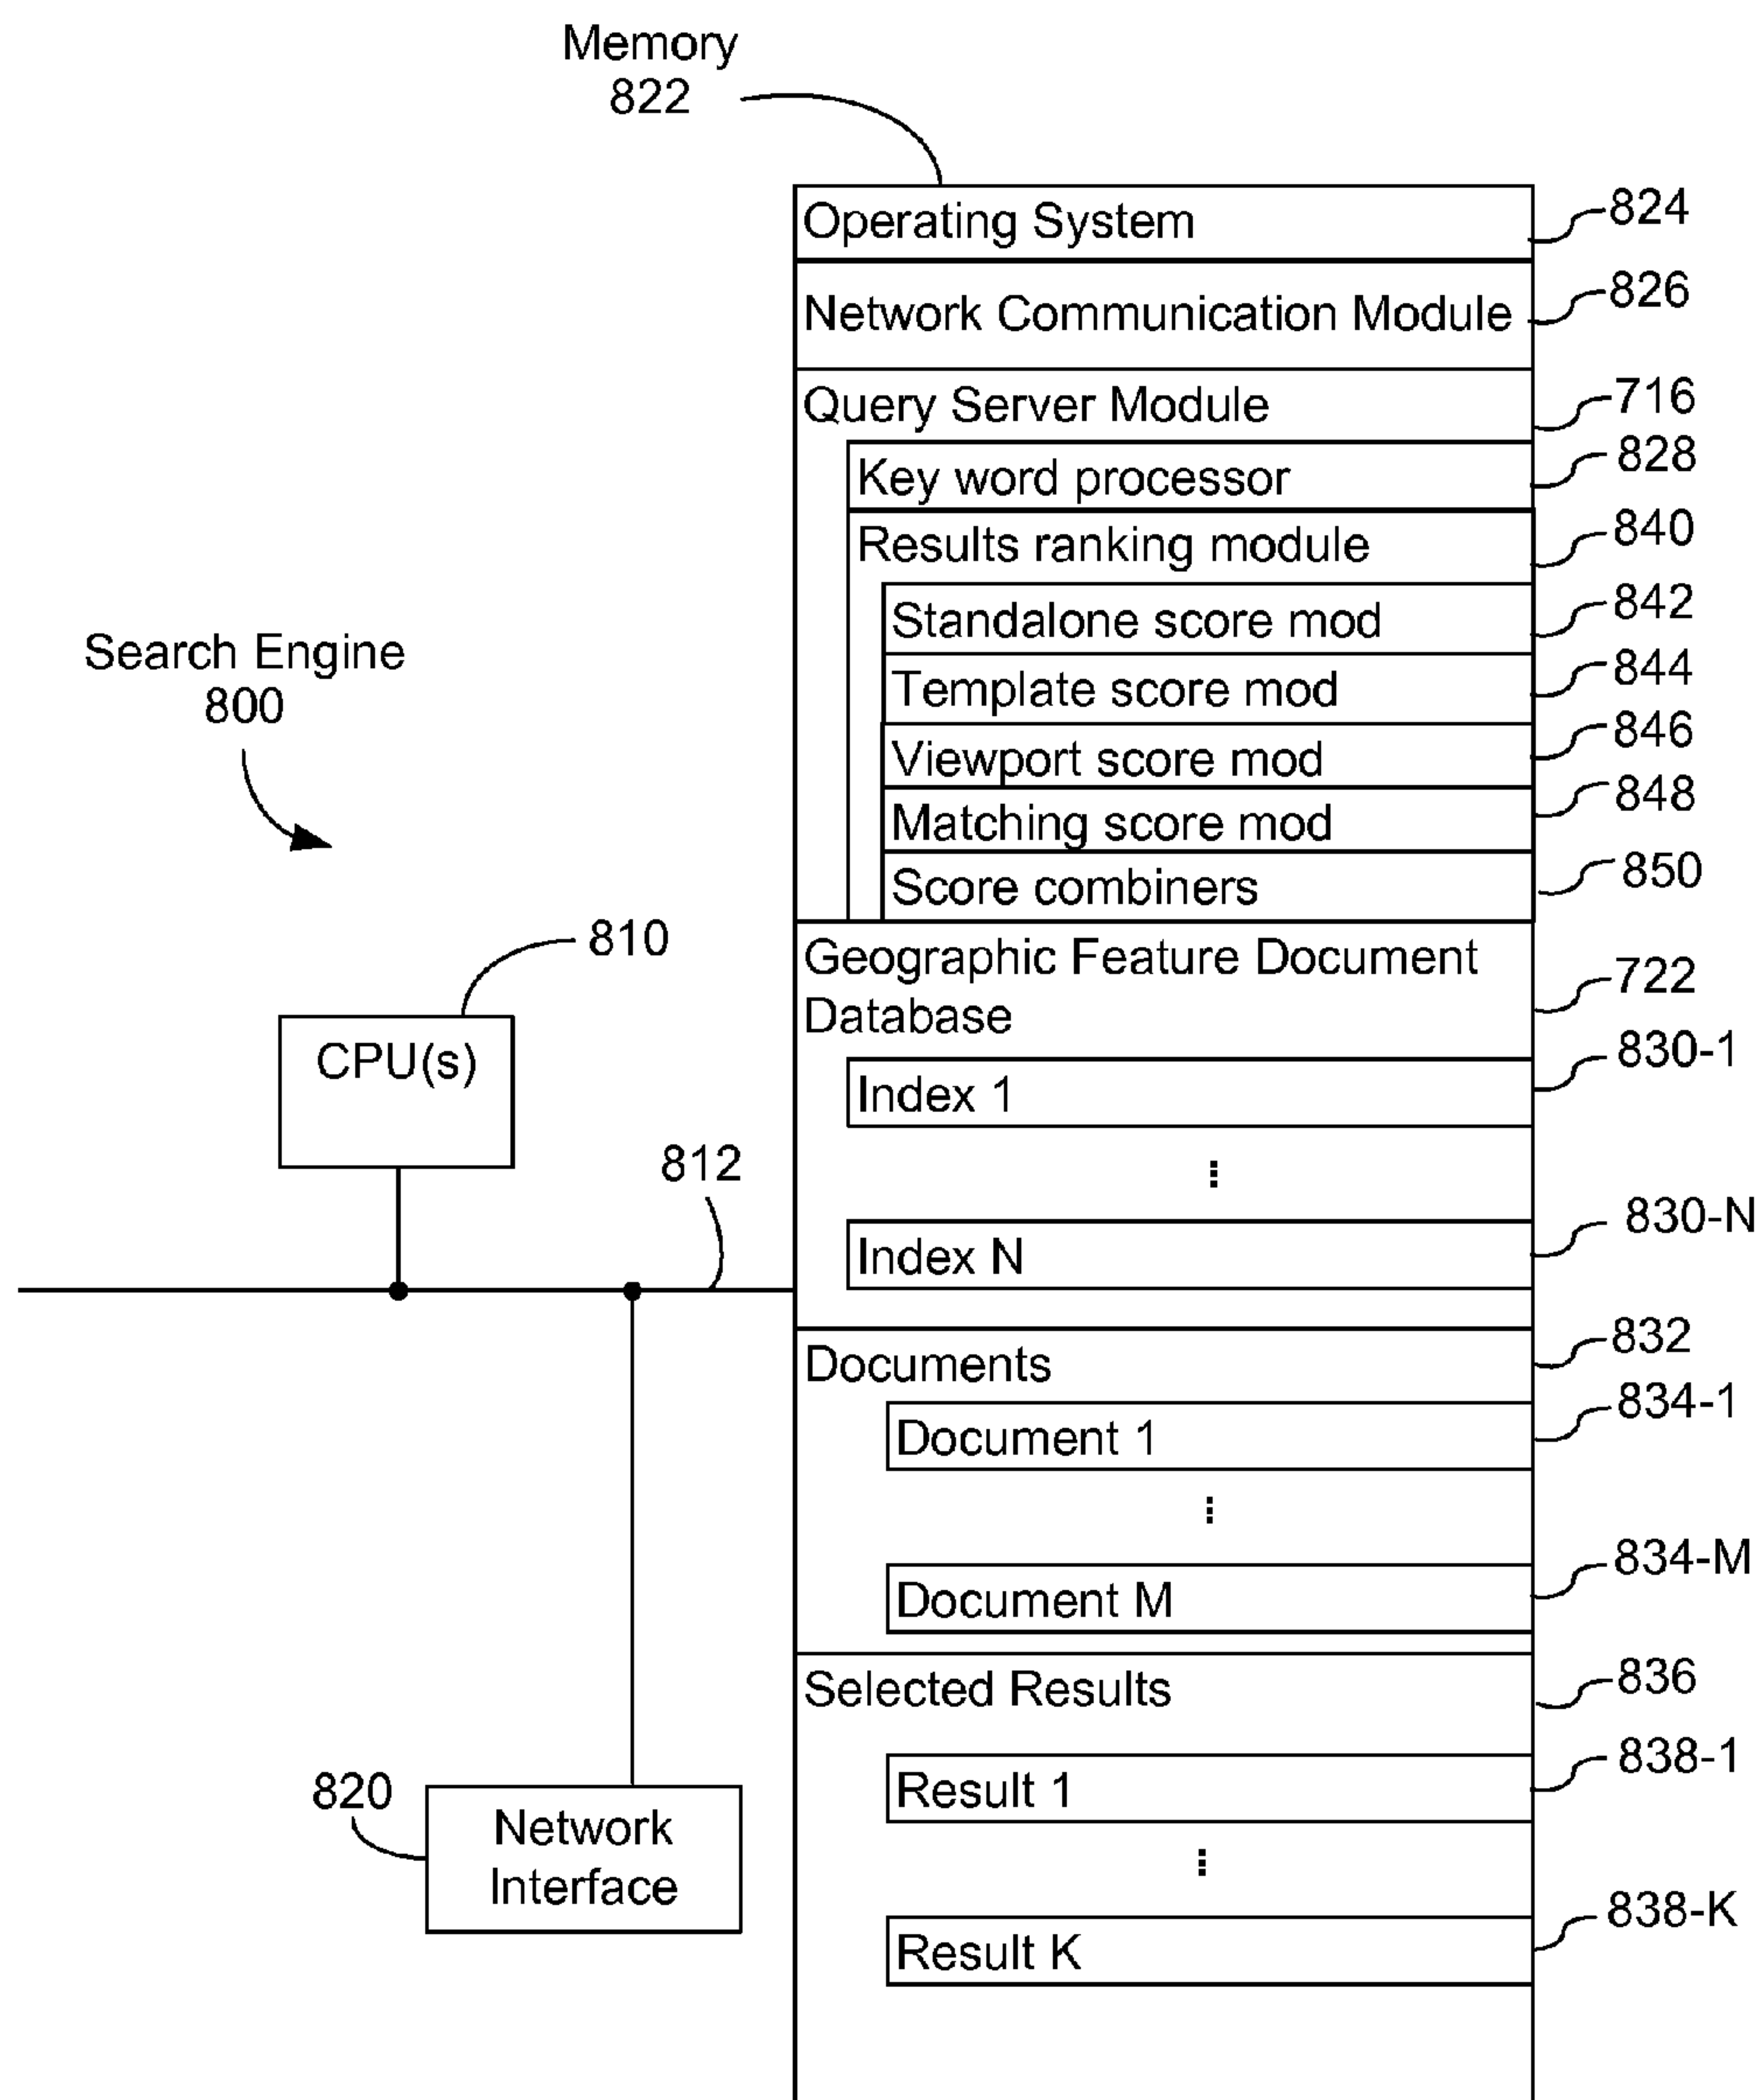 Memory
822
Operating System
824
Network Communication Module
826
Query Server Module
716
Key word processor
828
Results ranking module
840
Standalone score mod
842
Template score mod
844
Viewport score mod
846
Matching score mod
848
Score combiners
850
Search Engine
800
Geographic Feature Document
Database
722
Index 1
830-1
⋮
Index N
830-N
CPU(s)
810
812
Documents
832
Document 1
834-1
⋮
Document M
834-M
Selected Results
836
Result 1
838-1
⋮
Result K
838-K
820
Network
Interface